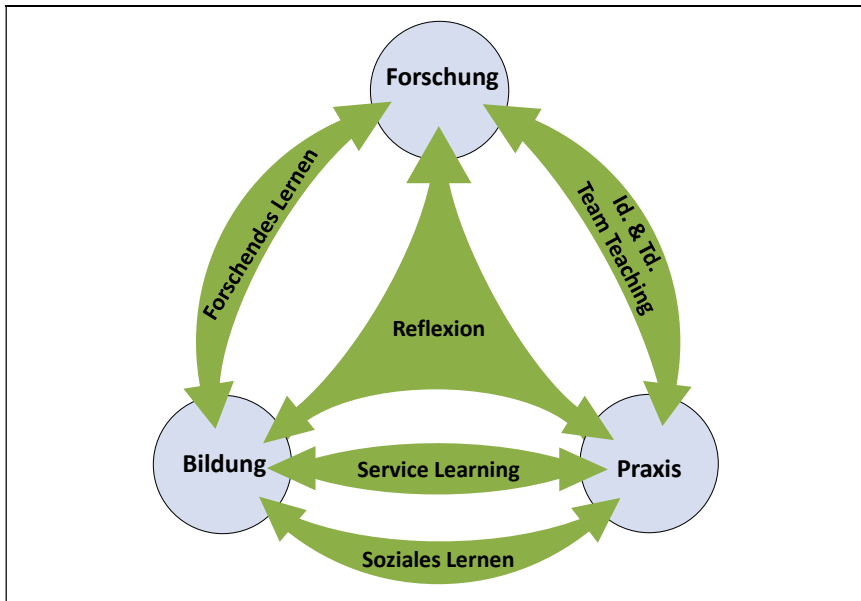 Forschung
Forschendes Lernen
Id. & Td.
Team Teaching
Reflexion
Bildung
Service Learning
Praxis
Soziales Lernen